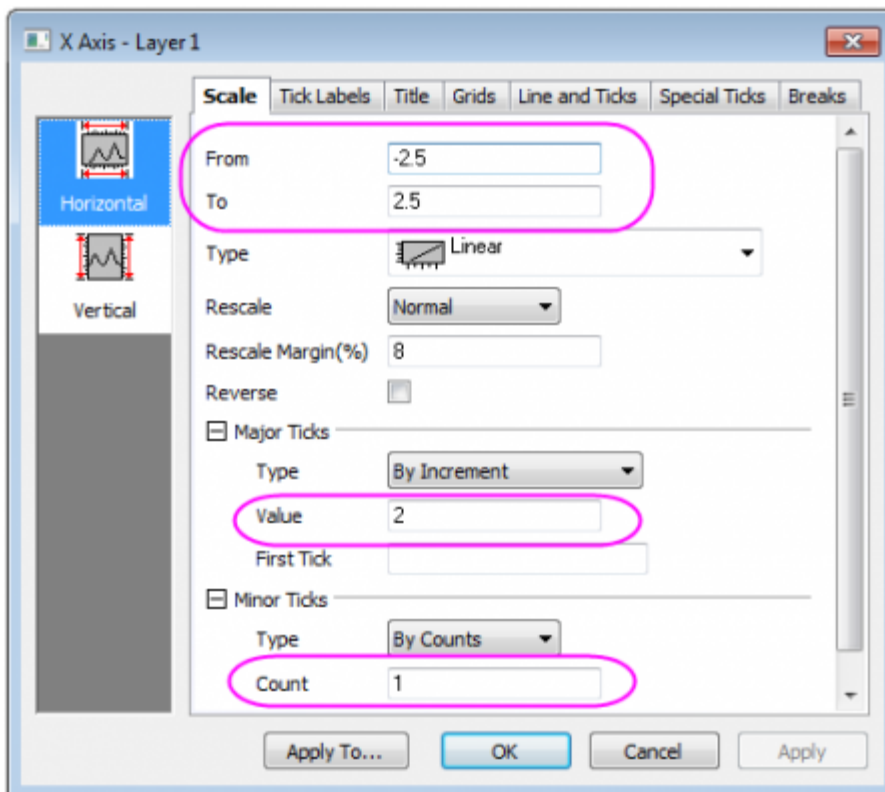 X Axis - Layer 1
Scale Tick Labels Title Grids Line and Ticks Special Ticks Breaks
Horizontal
Vertical
From -2.5
To 2.5
Type Linear
Rescale Normal
Rescale Margin(%) 8
Reverse
Major Ticks
Type By Increment
Value 2
First Tick
Minor Ticks
Type By Counts
Count 1
Apply To... OK Cancel Apply